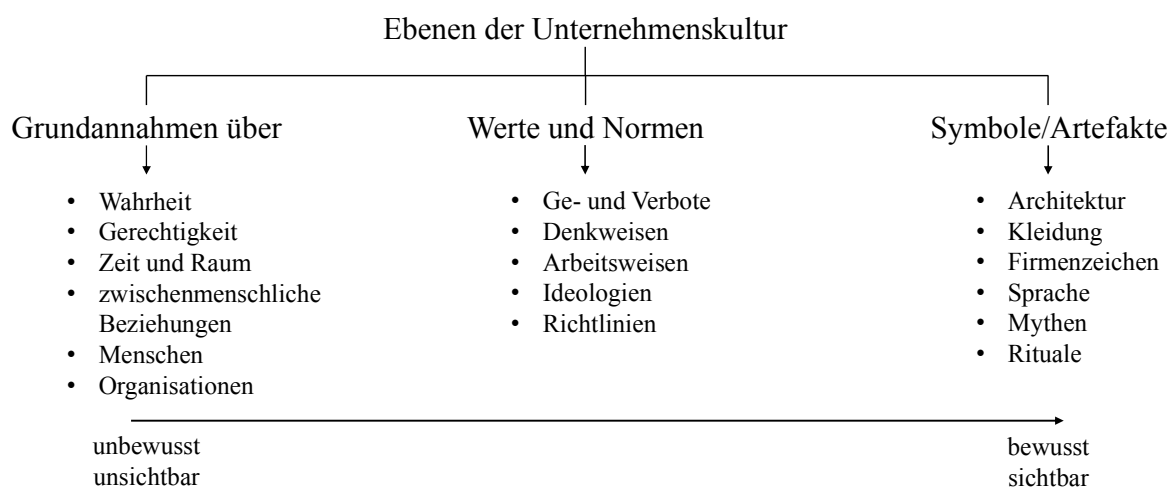 Ebenen der Unternehmenskultur
Grundannahmen über
• Wahrheit
• Gerechtigkeit
• Zeit und Raum
• zwischenmenschliche
Beziehungen
• Menschen
• Organisationen
Werte und Normen
• Ge- und Verbote
• Denkweisen
• Arbeitsweisen
• Ideologien
• Richtlinien
Symbole/Artefakte
• Architektur
• Kleidung
• Firmenzeichen
• Sprache
• Mythen
• Rituale
unbewusst
unsichtbar
bewusst
sichtbar